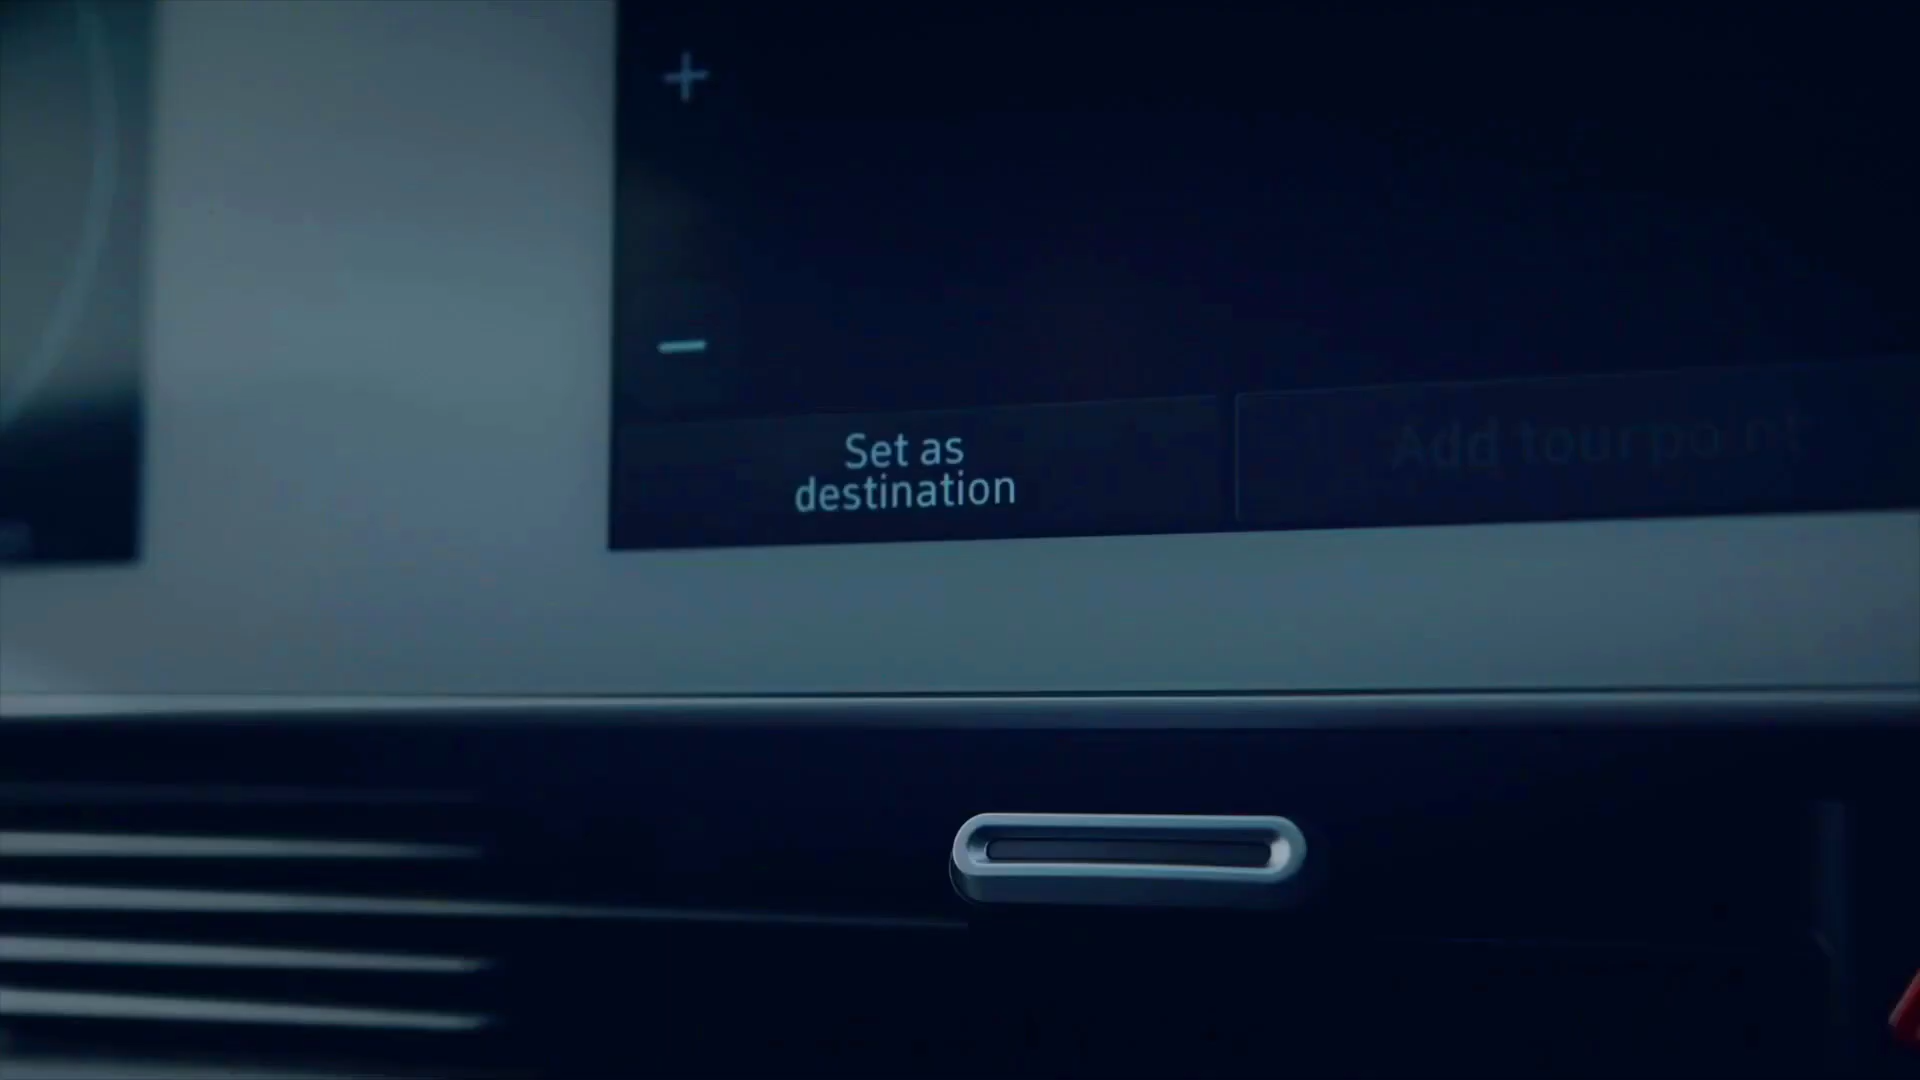 +
−
Set as
destination
Add tourpoint